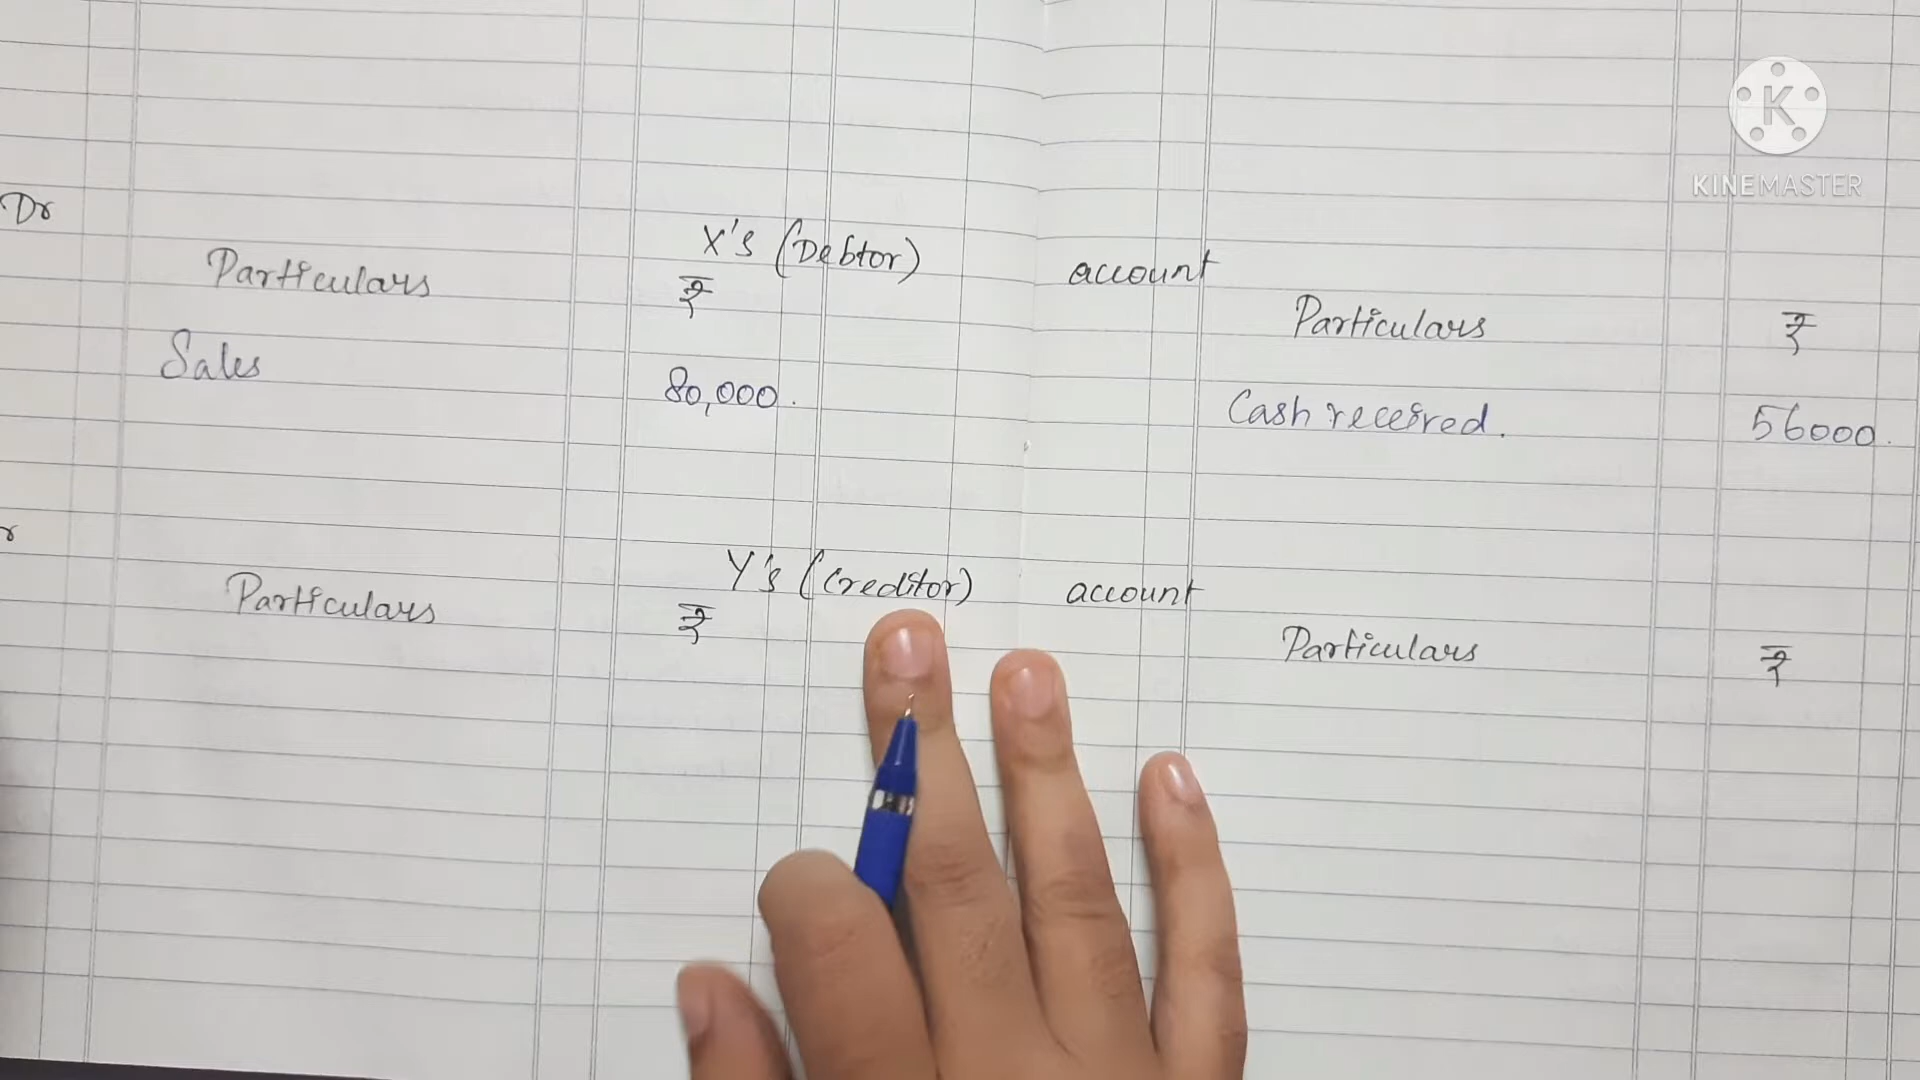 K
KINEMASTER
Dr
X's (Debtor) account
Particulars ₹ Particulars ₹
Sales 80,000. Cash received. 56000.
r
Y's (Creditor) account
Particulars ₹ Particulars ₹